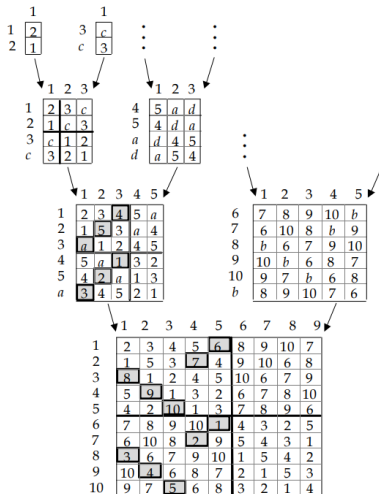 1 1
1 2 3 c
2 1 c 3
1 2 3 1 2 3
1 2 3 c 4 5 a d
2 1 c 3 5 4 d a
3 c 1 2 a d 4 5
c 3 2 1 d a 5 4
1 2 3 4 5 1 2 3 4 5
1 2 3 4 5 a 6 7 8 9 10 b
2 1 5 3 a 4 7 6 10 8 b 9
3 a 1 2 4 5 8 b 6 7 9 10
4 5 a 1 3 2 9 10 b 6 8 7
5 4 2 a 1 3 10 9 7 b 6 8
a 3 4 5 2 1 b 8 9 10 7 6
1 2 3 4 5 6 7 8 9
1 2 3 4 5 6 8 9 10 7
2 1 5 3 7 4 9 10 6 8
3 8 1 2 4 5 10 6 7 9
4 5 9 1 3 2 6 7 8 10
5 4 2 10 1 3 7 8 9 6
6 7 8 9 10 1 4 3 2 5
7 6 10 8 2 9 5 4 3 1
8 3 6 7 9 10 1 5 4 2
9 10 4 6 8 7 2 1 5 3
10 9 7 5 6 8 3 2 1 4